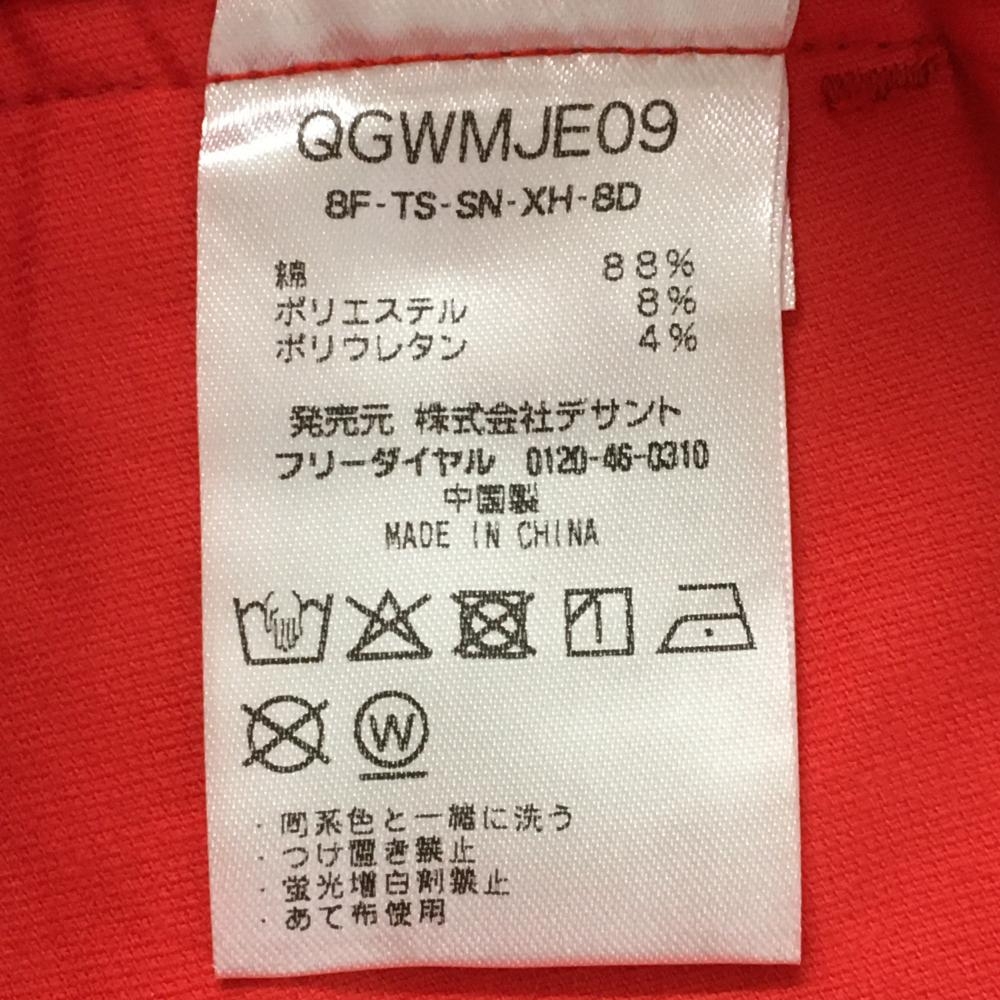 QGWMJE09
8F-TS-SN-XH-8D
綿 88%
ポリエステル 8%
ポリウレタン 4%
発売元 株式会社デサント
フリーダイヤル 0120-46-0310
中国製
MADE IN CHINA
W
・同系色と一緒に洗う
・つけ置き禁止
・蛍光増白剤禁止
・あて布使用